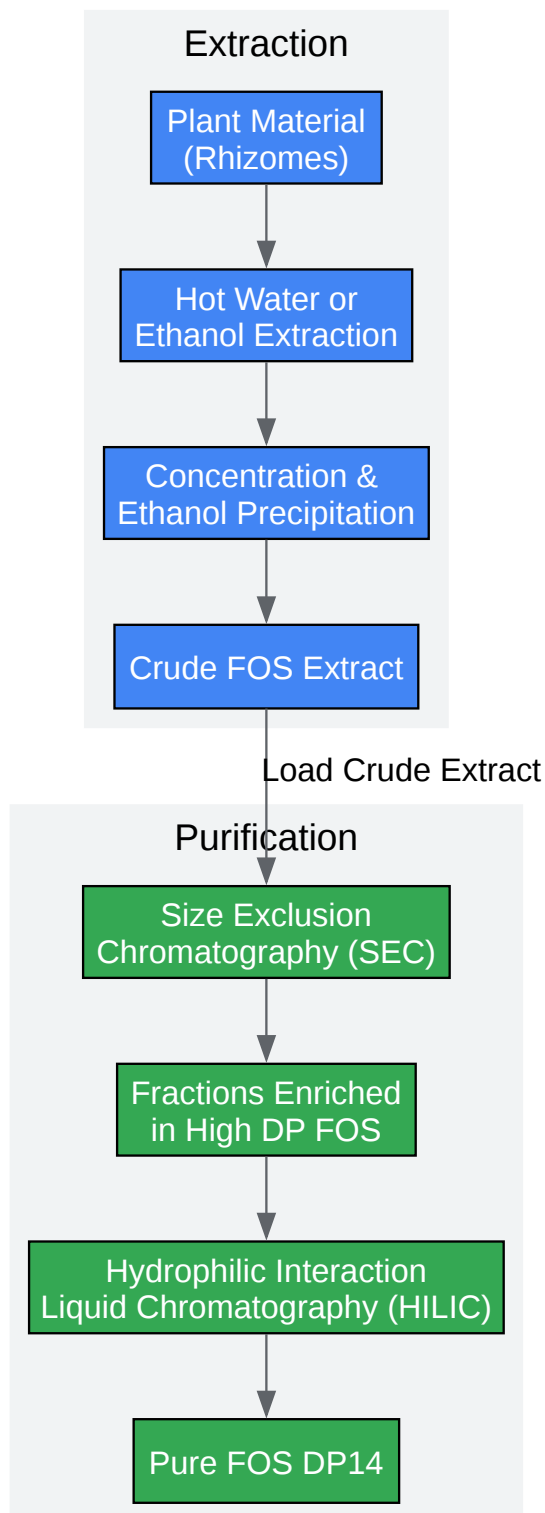 Extraction
Plant Material
(Rhizomes)
Hot Water or
Ethanol Extraction
Concentration &
Ethanol Precipitation
Crude FOS Extract
Load Crude Extract
Purification
Size Exclusion
Chromatography (SEC)
Fractions Enriched
in High DP FOS
Hydrophilic Interaction
Liquid Chromatography (HILIC)
Pure FOS DP14